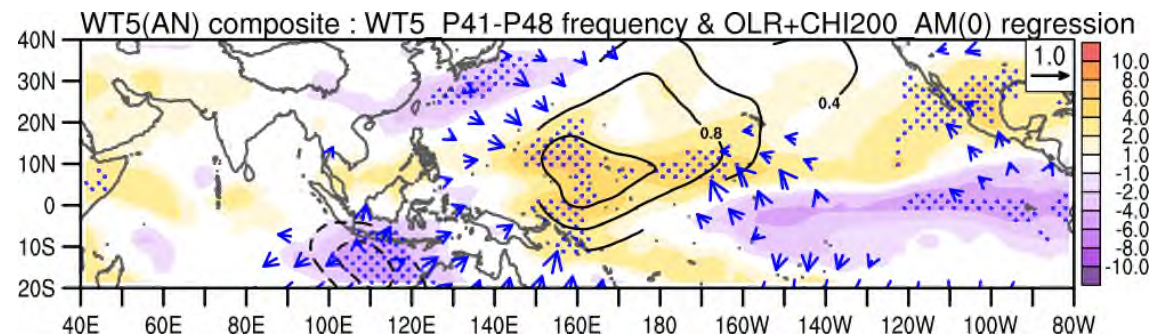 WT5(AN) composite : WT5_P41-P48 frequency & OLR+CHI200_AM(0) regression
40N
30N
20N
10N
0
10S
20S
40E
60E
80E
100E
120E
140E
160E
180
160W
140W
120W
100W
80W
0.4
0.8
1.0
10.0
8.0
6.0
4.0
2.0
1.0
-1.0
-2.0
-4.0
-6.0
-8.0
-10.0